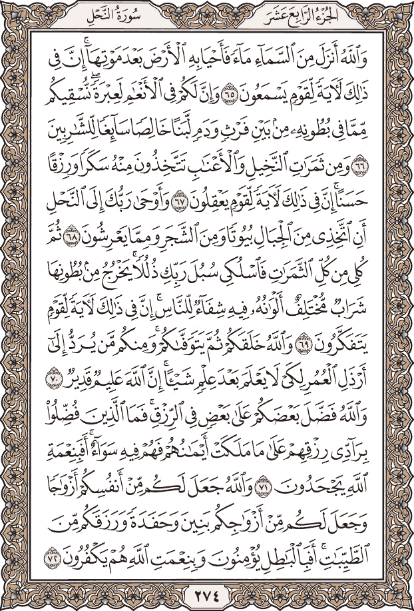 الجزء الرابع عشر
سورة النحل
وَٱللَّهُ أَنزَلَ مِنَ ٱلسَّمَآءِ مَآءً فَأَحْيَا بِهِ ٱلْأَرْضَ بَعْدَ مَوْتِهَآ ۚ إِنَّ فِى
ذَٰلِكَ لَءَايَةً لِّقَوْمٍ يَسْمَعُونَ ٦٥ وَإِنَّ لَكُمْ فِى ٱلْأَنْعَٰمِ لَعِبْرَةً ۖ نُّسْقِيكُم
مِّمَّا فِى بُطُونِهِۦ مِنۢ بَيْنِ فَرْثٍ وَدَمٍ لَّبَنًا خَالِصًا سَآئِغًا لِّلشَّٰرِبِينَ
٦٦ وَمِن ثَمَرَٰتِ ٱلنَّخِيلِ وَٱلْأَعْنَٰبِ تَتَّخِذُونَ مِنْهُ سَكَرًا وَرِزْقًا
حَسَنًا ۗ إِنَّ فِى ذَٰلِكَ لَءَايَةً لِّقَوْمٍ يَعْقِلُونَ ٦٧ وَأَوْحَىٰ رَبُّكَ إِلَى ٱلنَّحْلِ
أَنِ ٱتَّخِذِى مِنَ ٱلْجِبَالِ بُيُوتًا وَمِنَ ٱلشَّجَرِ وَمِمَّا يَعْرِشُونَ ٦٨ ثُمَّ
كُلِى مِن كُلِّ ٱلثَّمَرَٰتِ فَٱسْلُكِى سُبُلَ رَبِّكِ ذُلُلًا ۚ يَخْرُجُ مِنۢ بُطُونِهَا
شَرَابٌ مُّخْتَلِفٌ أَلْوَٰنُهُۥ فِيهِ شِفَآءٌ لِّلنَّاسِ ۗ إِنَّ فِى ذَٰلِكَ لَءَايَةً لِّقَوْمٍ
يَتَفَكَّرُونَ ٦٩ وَٱللَّهُ خَلَقَكُمْ ثُمَّ يَتَوَفَّىٰكُمْ ۚ وَمِنكُم مَّن يُرَدُّ إِلَىٰٓ
أَرْذَلِ ٱلْعُمُرِ لِكَىْ لَا يَعْلَمَ بَعْدَ عِلْمٍ شَيْـًٔا ۚ إِنَّ ٱللَّهَ عَلِيمٌ قَدِيرٌ ٧٠
وَٱللَّهُ فَضَّلَ بَعْضَكُمْ عَلَىٰ بَعْضٍ فِى ٱلرِّزْقِ ۚ فَمَا ٱلَّذِينَ فُضِّلُوا۟
بِرَآدِّى رِزْقِهِمْ عَلَىٰ مَا مَلَكَتْ أَيْمَٰنُهُمْ فَهُمْ فِيهِ سَوَآءٌ ۚ أَفَبِنِعْمَةِ
ٱللَّهِ يَجْحَدُونَ ٧١ وَٱللَّهُ جَعَلَ لَكُم مِّنْ أَنفُسِكُمْ أَزْوَٰجًا
وَجَعَلَ لَكُم مِّنْ أَزْوَٰجِكُم بَنِينَ وَحَفَدَةً وَرَزَقَكُم مِّنَ
ٱلطَّيِّبَٰتِ ۚ أَفَبِٱلْبَٰطِلِ يُؤْمِنُونَ وَبِنِعْمَتِ ٱللَّهِ هُمْ يَكْفُرُونَ ٧٢
٢٧٤